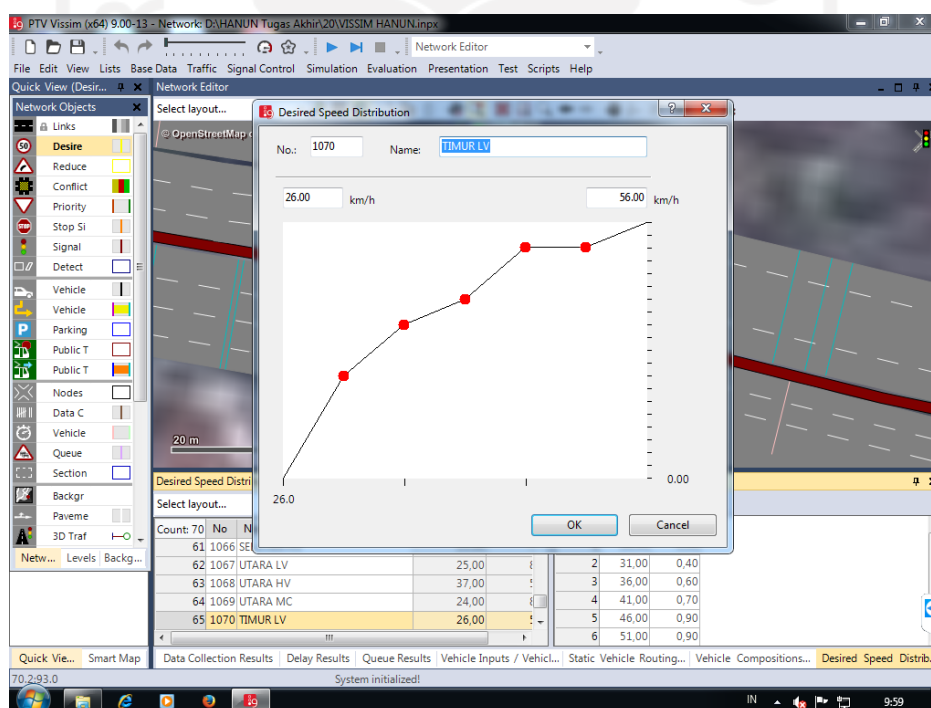 PTV Vissim (x64) 9.00-13 - Network: D:\HANUN Tugas Akhir\20\VISSIM HANUN.inpx
Network Editor
File Edit View Lists Base Data Traffic Signal Control Simulation Evaluation Presentation Test Scripts Help
Quick View (Desir...
Network Editor
Network Objects
Select layout...
Links
Desire
Reduce
Conflict
Priority
Stop Si
Signal
Detect
Vehicle
Vehicle
Parking
Public T
Public T
Nodes
Data C
Vehicle
Queue
Section
Backgr
Paveme
3D Traf
Netw... Levels Backg...
© OpenStreetMap
20 m
Desired Speed Distribution
No.: 1070 Name: TIMUR LV
26.00 km/h 56.00 km/h
0.00
26.0
OK Cancel
Desired Speed Distri
Select layout...
Count: 70 No N
61 1066 SE
62 1067 UTARA LV 25,00
63 1068 UTARA HV 37,00
64 1069 UTARA MC 24,00
65 1070 TIMUR LV 26,00
2 31,00 0,40
3 36,00 0,60
4 41,00 0,70
5 46,00 0,90
6 51,00 0,90
Quick Vie... Smart Map
Data Collection Results Delay Results Queue Results Vehicle Inputs / Vehicl... Static Vehicle Routing... Vehicle Compositions... Desired Speed Distrib.
70.2:93.0 System initialized!
IN 9:59